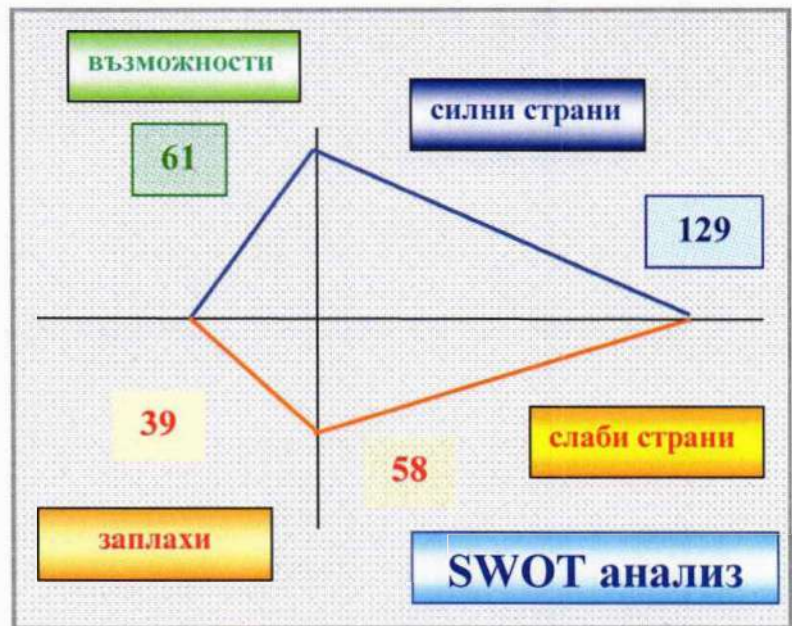 възможности
силни страни
61
129
39
58
слаби страни
заплахи
SWOT анализ